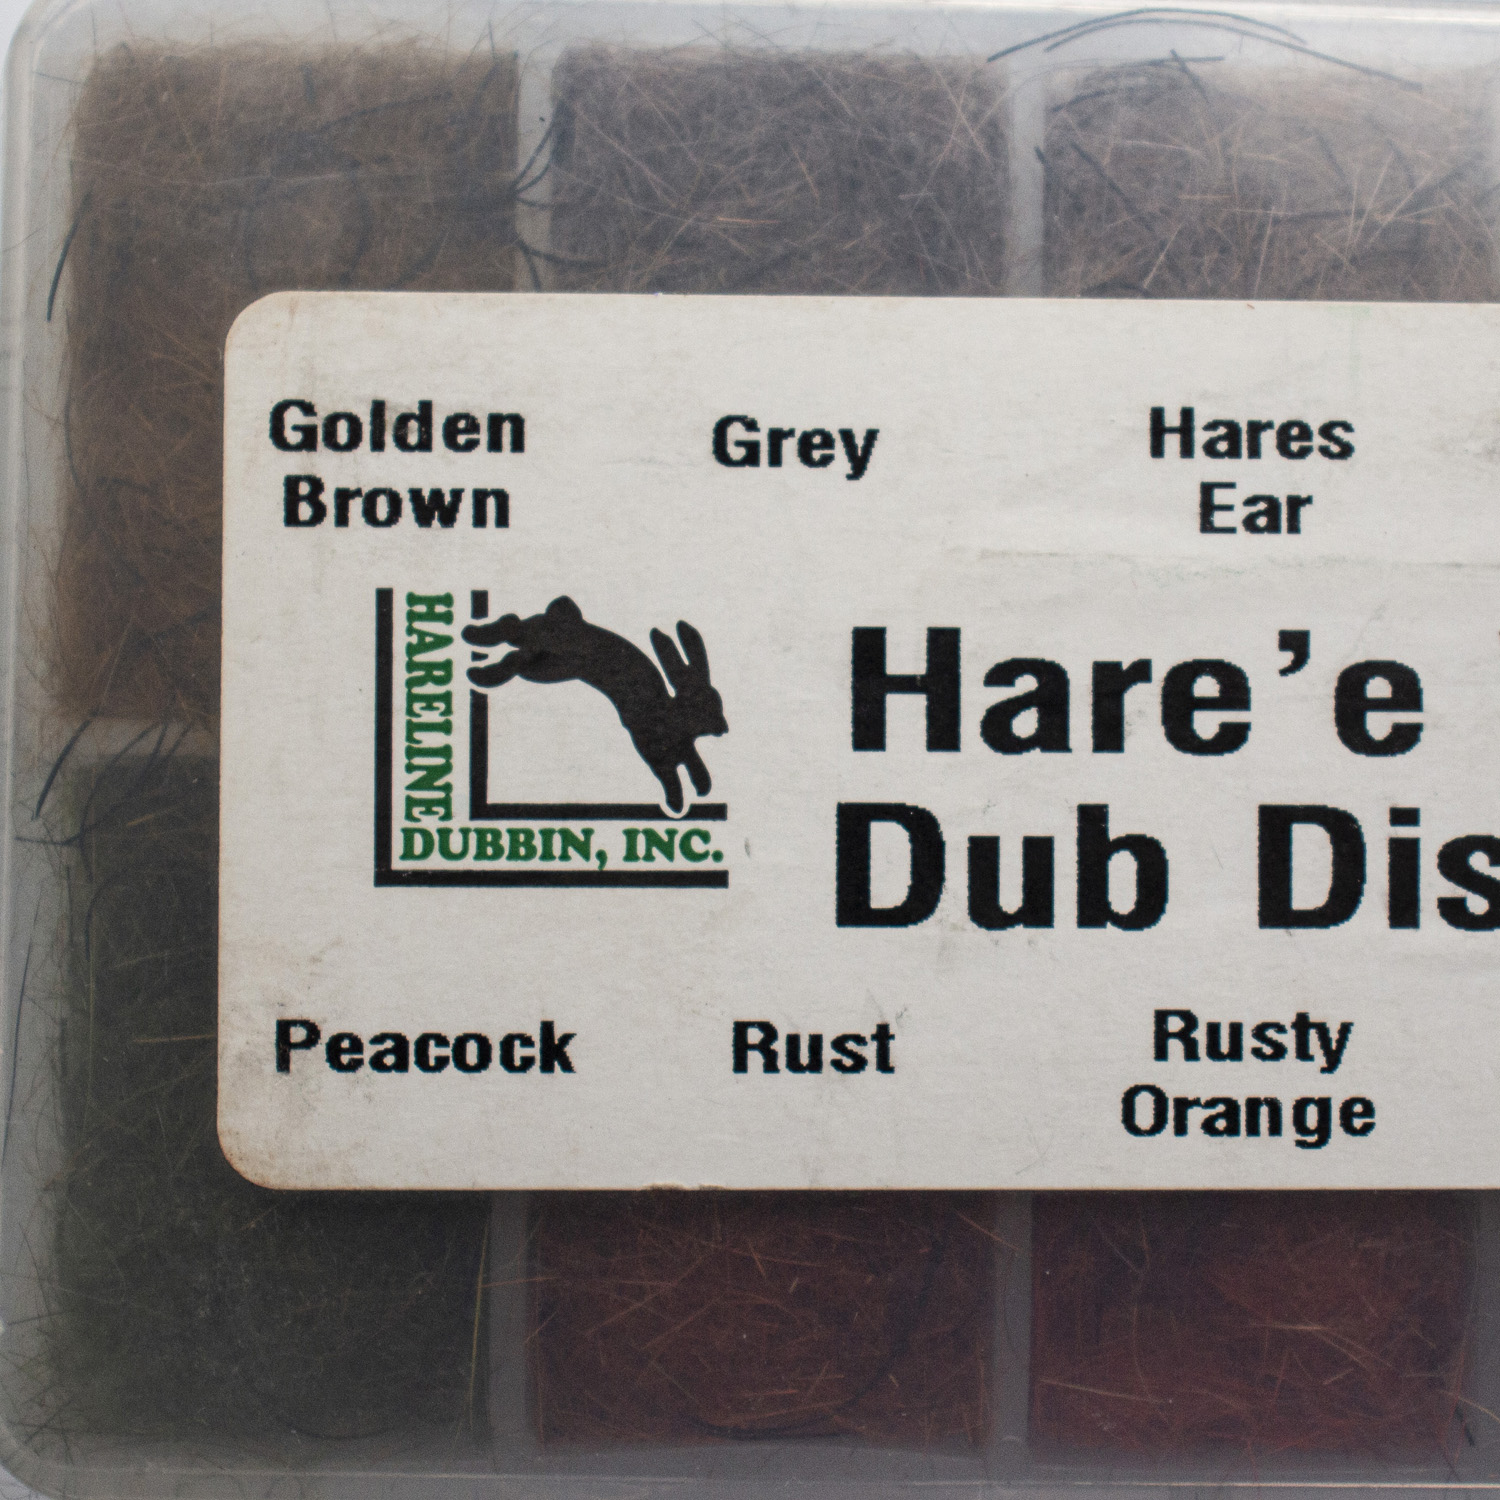 Golden
Brown
Grey
Hares
Ear
HARELINE
DUBBIN, INC.
Hare'e
Dub Dis
Peacock
Rust
Rusty
Orange